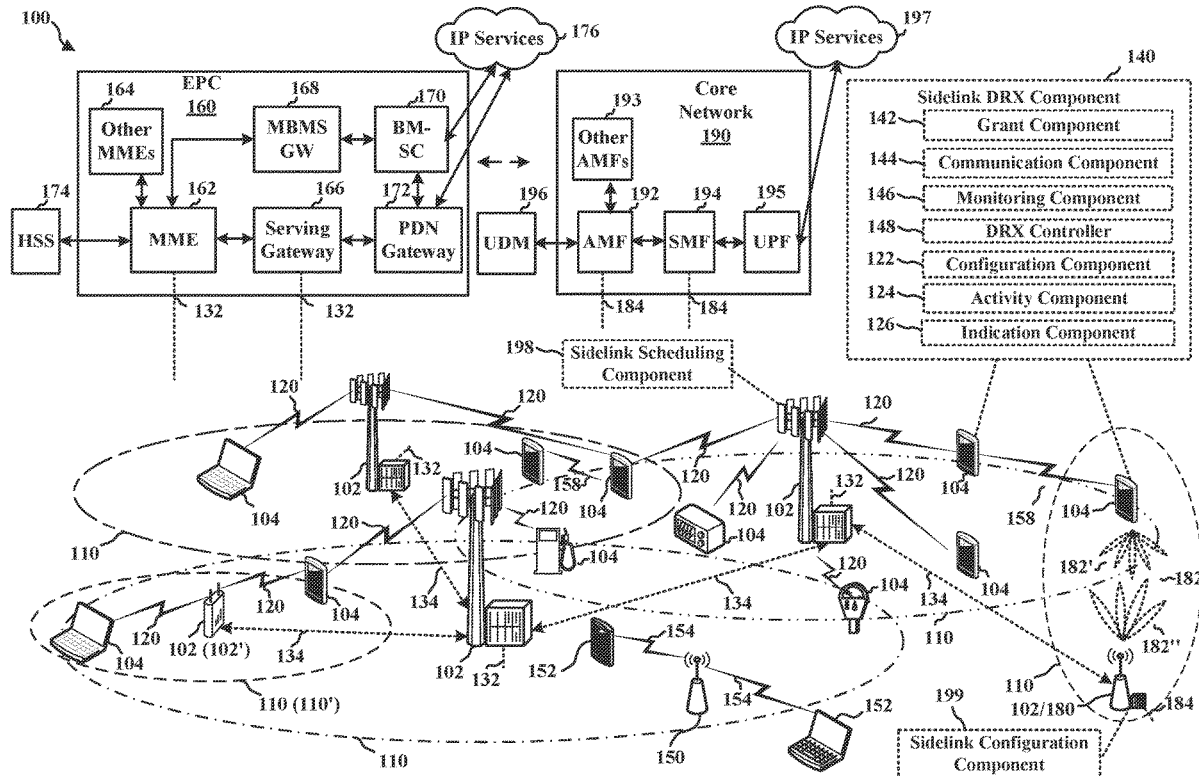 100
IP Services
176
IP Services
197
EPC
160
164
Other
MMEs
168
MBMS
GW
170
BM-
SC
174
HSS
162
MME
166
Serving
Gateway
172
PDN
Gateway
132
132
Core
Network
190
193
Other
AMFs
196
UDM
192
AMF
194
SMF
195
UPF
184
184
140
Sidelink DRX Component
142
Grant Component
144
Communication Component
146
Monitoring Component
148
DRX Controller
122
Configuration Component
124
Activity Component
126
Indication Component
198
Sidelink Scheduling
Component
120
120
120
120
104
102
132
104
158
104
120
120
104
102
132
120
104
158
104
110
120
120
104
104
104
120
104
134
134
120
104
134
182'
182
182''
104
120
102 (102')
134
102
132
152
154
154
110
110
102/180
184
110 (110')
110
150
152
199
Sidelink Configuration
Component